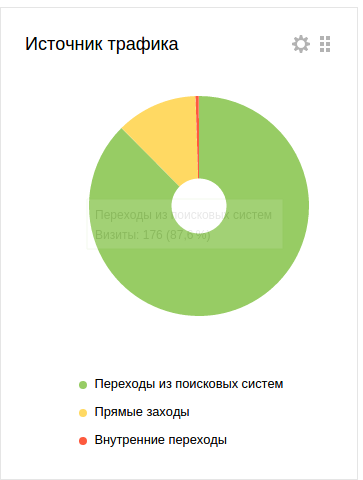 Источник трафика
Переходы из поисковых систем
Визиты: 176 (87,6 %)
Переходы из поисковых систем
Прямые заходы
Внутренние переходы